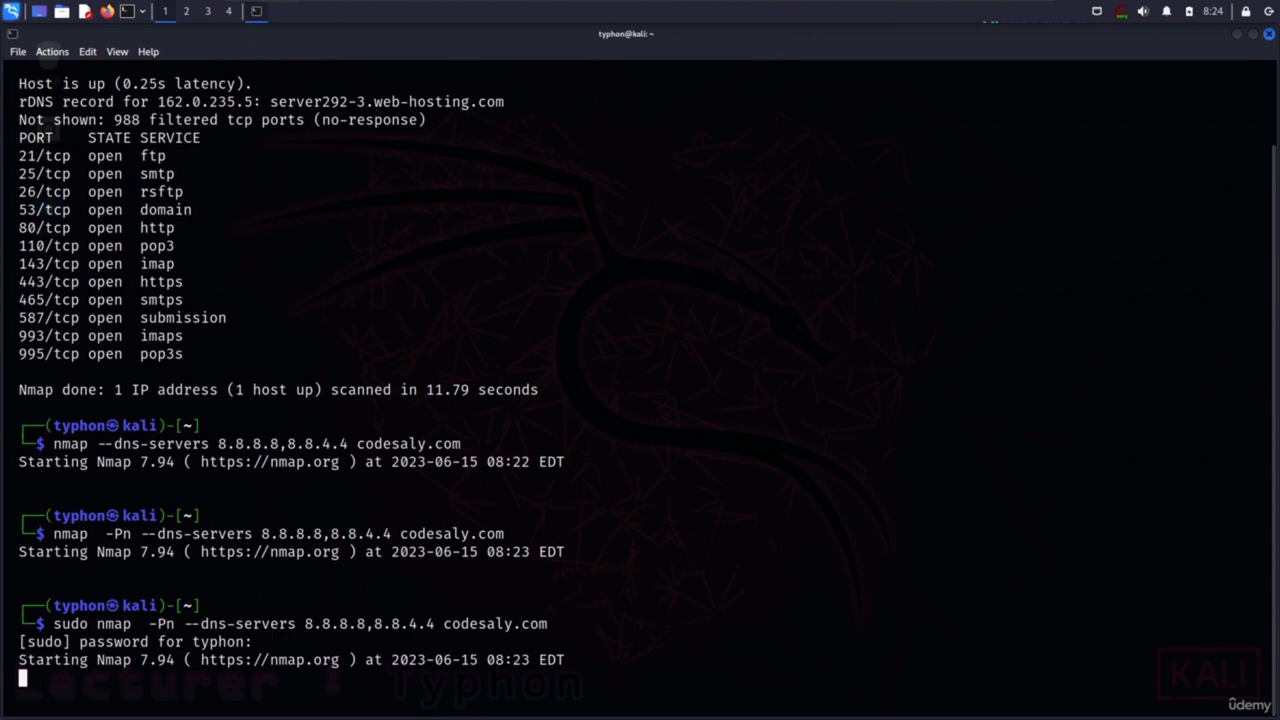 1 2 3 4
8:24
typhon@kali: ~
File Actions Edit View Help
Host is up (0.25s latency).
rDNS record for 162.0.235.5: server292-3.web-hosting.com
Not shown: 988 filtered tcp ports (no-response)
PORT STATE SERVICE
21/tcp open ftp
25/tcp open smtp
26/tcp open rsftp
53/tcp open domain
80/tcp open http
110/tcp open pop3
143/tcp open imap
443/tcp open https
465/tcp open smtps
587/tcp open submission
993/tcp open imaps
995/tcp open pop3s
Nmap done: 1 IP address (1 host up) scanned in 11.79 seconds
┌──(typhon㉿kali)-[~]
└─$ nmap --dns-servers 8.8.8.8,8.8.4.4 codesaly.com
Starting Nmap 7.94 ( https://nmap.org ) at 2023-06-15 08:22 EDT
┌──(typhon㉿kali)-[~]
└─$ nmap  -Pn --dns-servers 8.8.8.8,8.8.4.4 codesaly.com
Starting Nmap 7.94 ( https://nmap.org ) at 2023-06-15 08:23 EDT
┌──(typhon㉿kali)-[~]
└─$ sudo nmap  -Pn --dns-servers 8.8.8.8,8.8.4.4 codesaly.com
[sudo] password for typhon:
Starting Nmap 7.94 ( https://nmap.org ) at 2023-06-15 08:23 EDT
Lecturer : Typhon
KALI
ûdemy